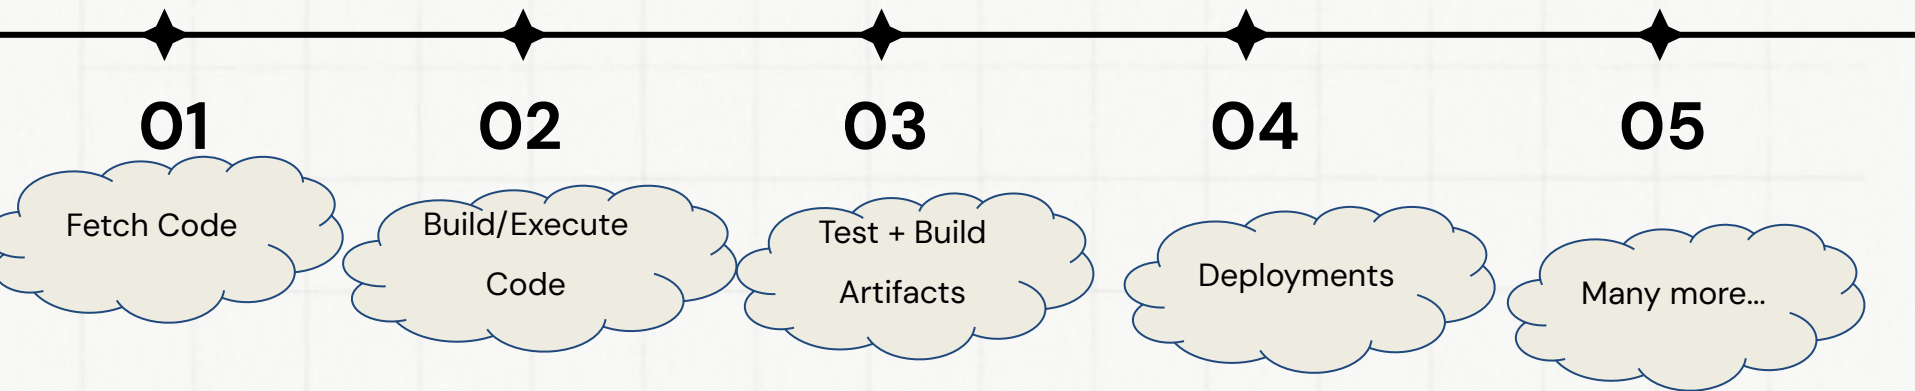 01
02
03
04
05
Fetch Code
Build/Execute
Code
Test + Build
Artifacts
Deployments
Many more...